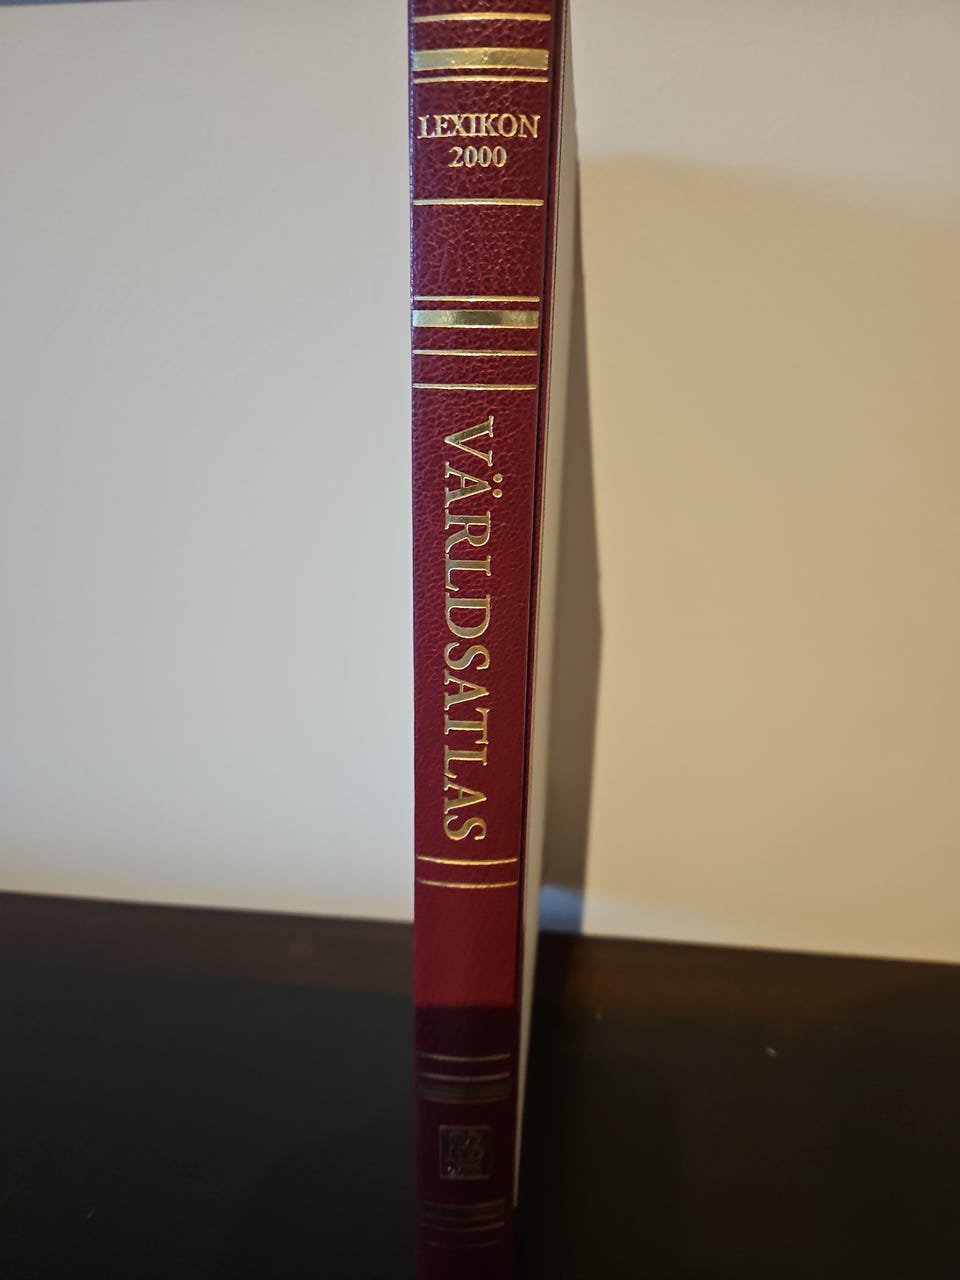 LEXIKON
2000
VÄRLDSATLAS